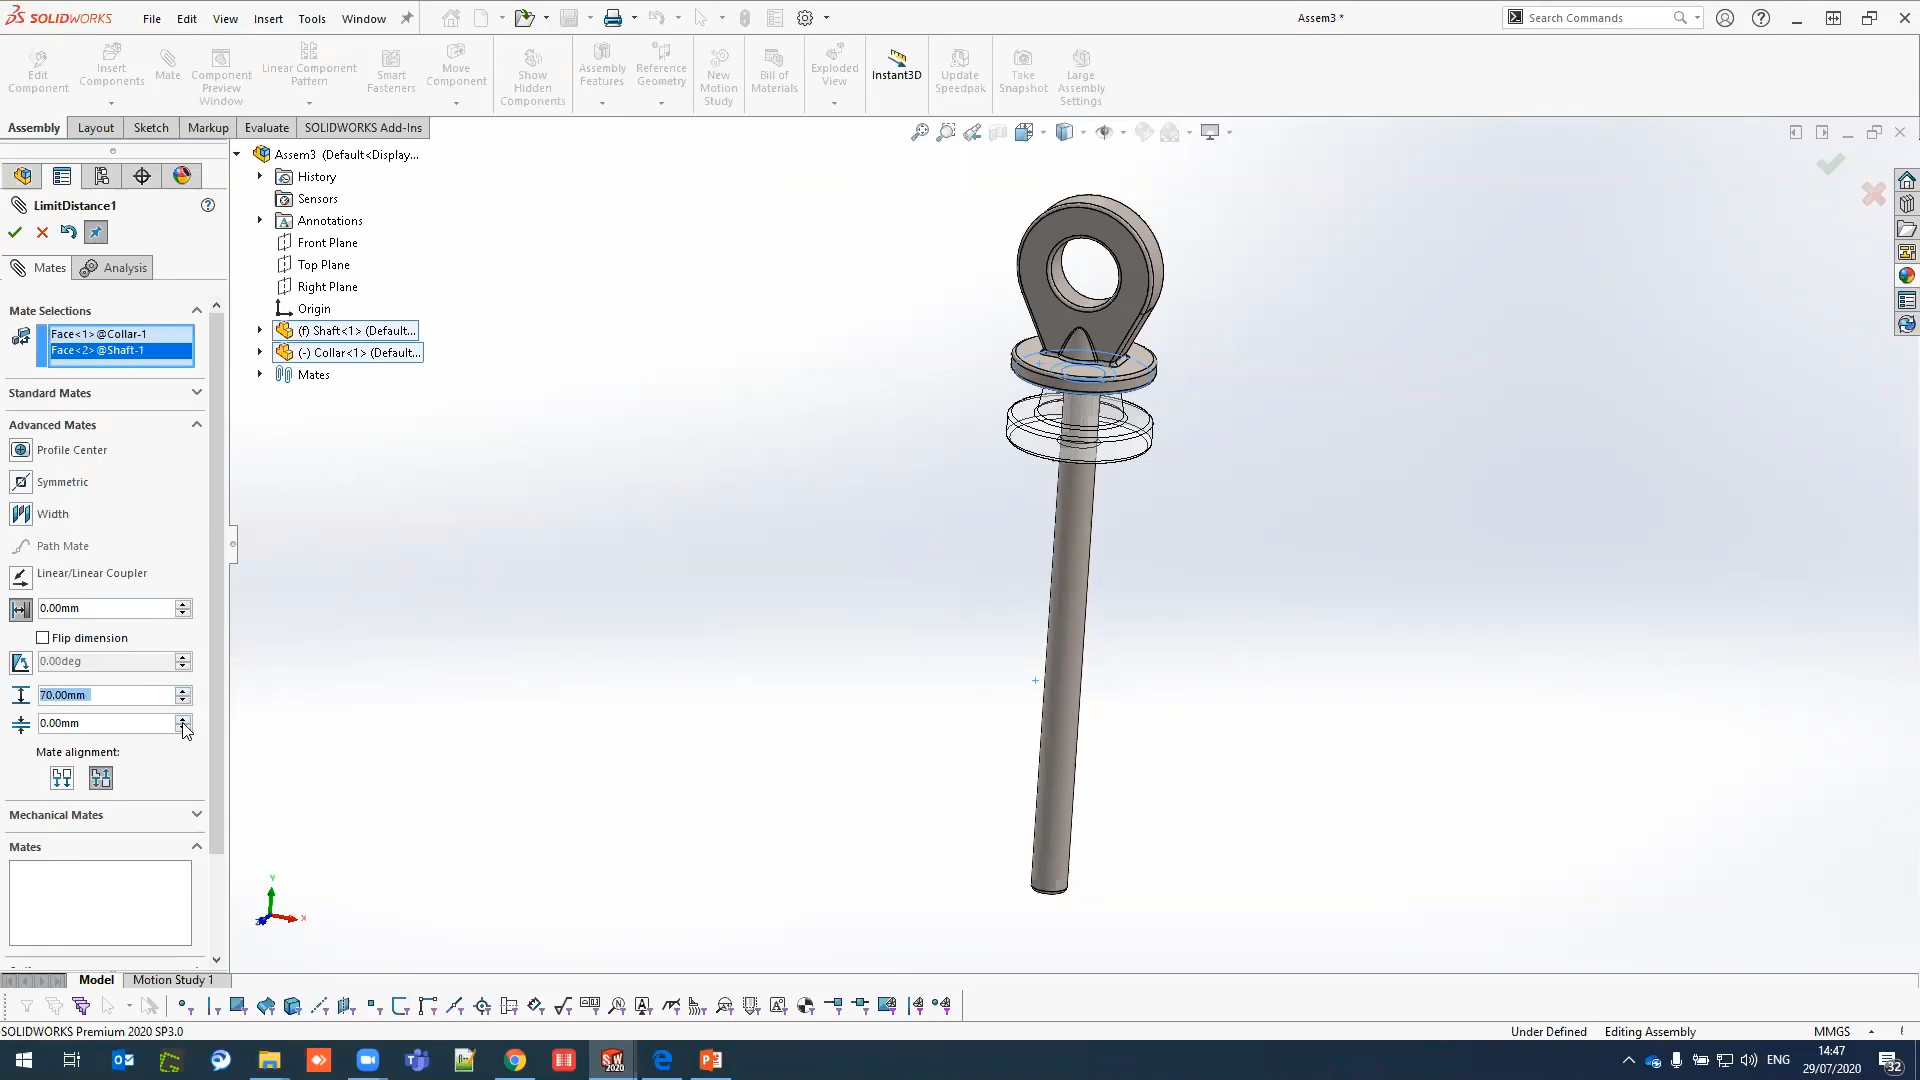 SOLIDWORKS
File Edit View Insert Tools Window
Assem3 *
Search Commands
Edit Component
Insert Components
Mate
Component Preview Window
Linear Component Pattern
Smart Fasteners
Move Component
Show Hidden Components
Assembly Features
Reference Geometry
New Motion Study
Bill of Materials
Exploded View
Instant3D
Update Speedpak
Take Snapshot
Large Assembly Settings
Assembly Layout Sketch Markup Evaluate SOLIDWORKS Add-Ins
Assem3 (Default<Display...
History
Sensors
Annotations
Front Plane
Top Plane
Right Plane
Origin
(f) Shaft<1> (Default...
(-) Collar<1> (Default...
Mates
LimitDistance1
Mates Analysis
Mate Selections
Face<1>@Collar-1
Face<2>@Shaft-1
Standard Mates
Advanced Mates
Profile Center
Symmetric
Width
Path Mate
Linear/Linear Coupler
0.00mm
Flip dimension
0.00deg
70.00mm
0.00mm
Mate alignment:
Mechanical Mates
Mates
Y
X
Z
Model Motion Study 1
SOLIDWORKS Premium 2020 SP3.0
Under Defined Editing Assembly MMGS
ENG
14:47
29/07/2020
32